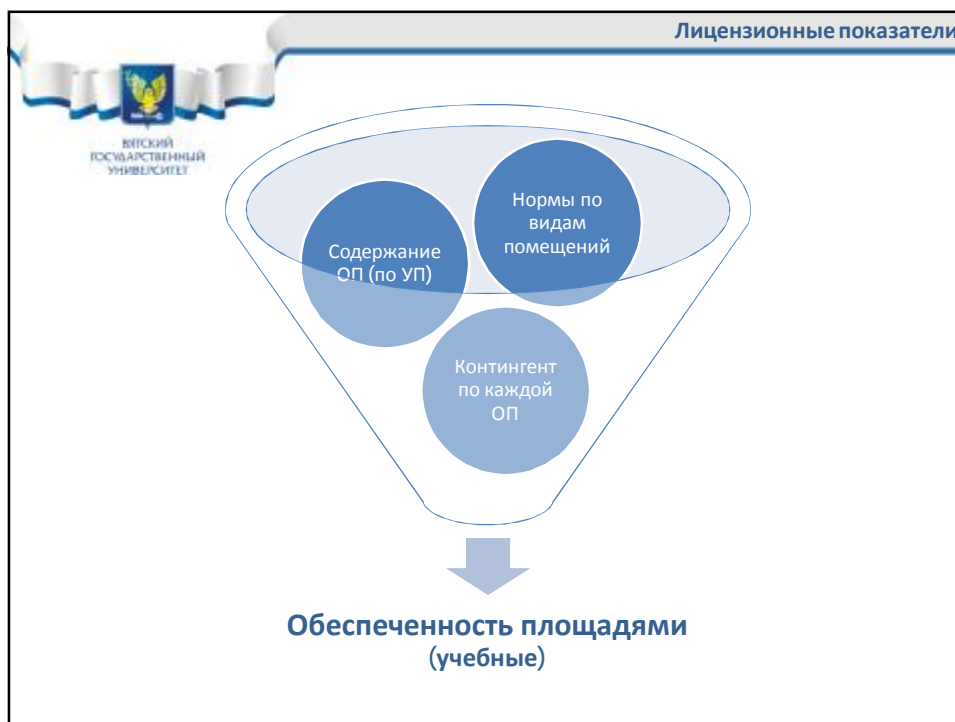 Лицензионные показатели
ВЯТСКИЙ
ГОСУДАРСТВЕННЫЙ
УНИВЕРСИТЕТ
Нормы по
видам
помещений
Содержание
ОП (по УП)
Контингент
по каждой
ОП
Обеспеченность площадями
(учебные)